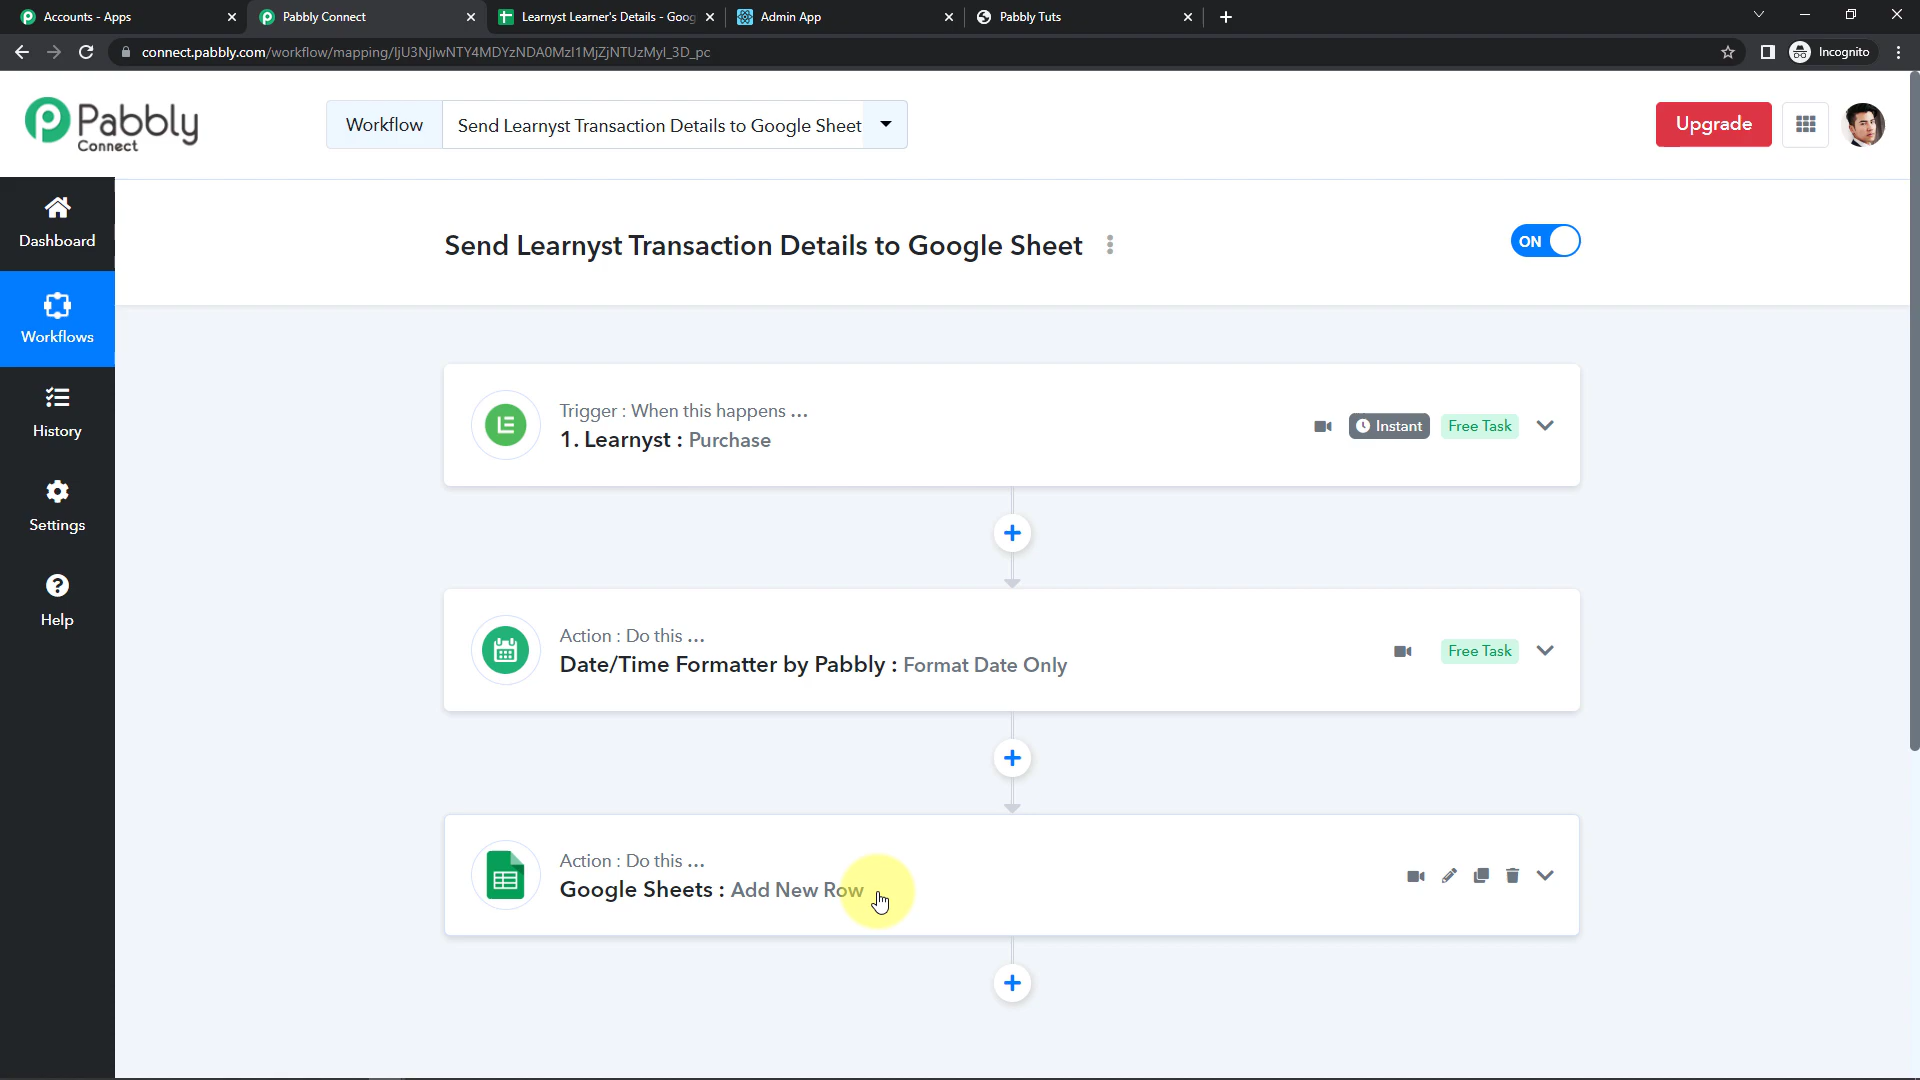 Accounts - Apps
Pabbly Connect
Learnyst Learner's Details - Goog
Admin App
Pabbly Tuts
connect.pabbly.com/workflow/mapping/
Incognito
Pabbly
Connect
Workflow
Send Learnyst Transaction Details to Google Sheet
Upgrade
Dashboard
Workflows
History
Settings
Help
Send Learnyst Transaction Details to Google Sheet
ON
Trigger : When this happens ...
1. Learnyst : Purchase
Instant
Free Task
Action : Do this ...
Date/Time Formatter by Pabbly : Format Date Only
Free Task
Action : Do this ...
Google Sheets : Add New Row